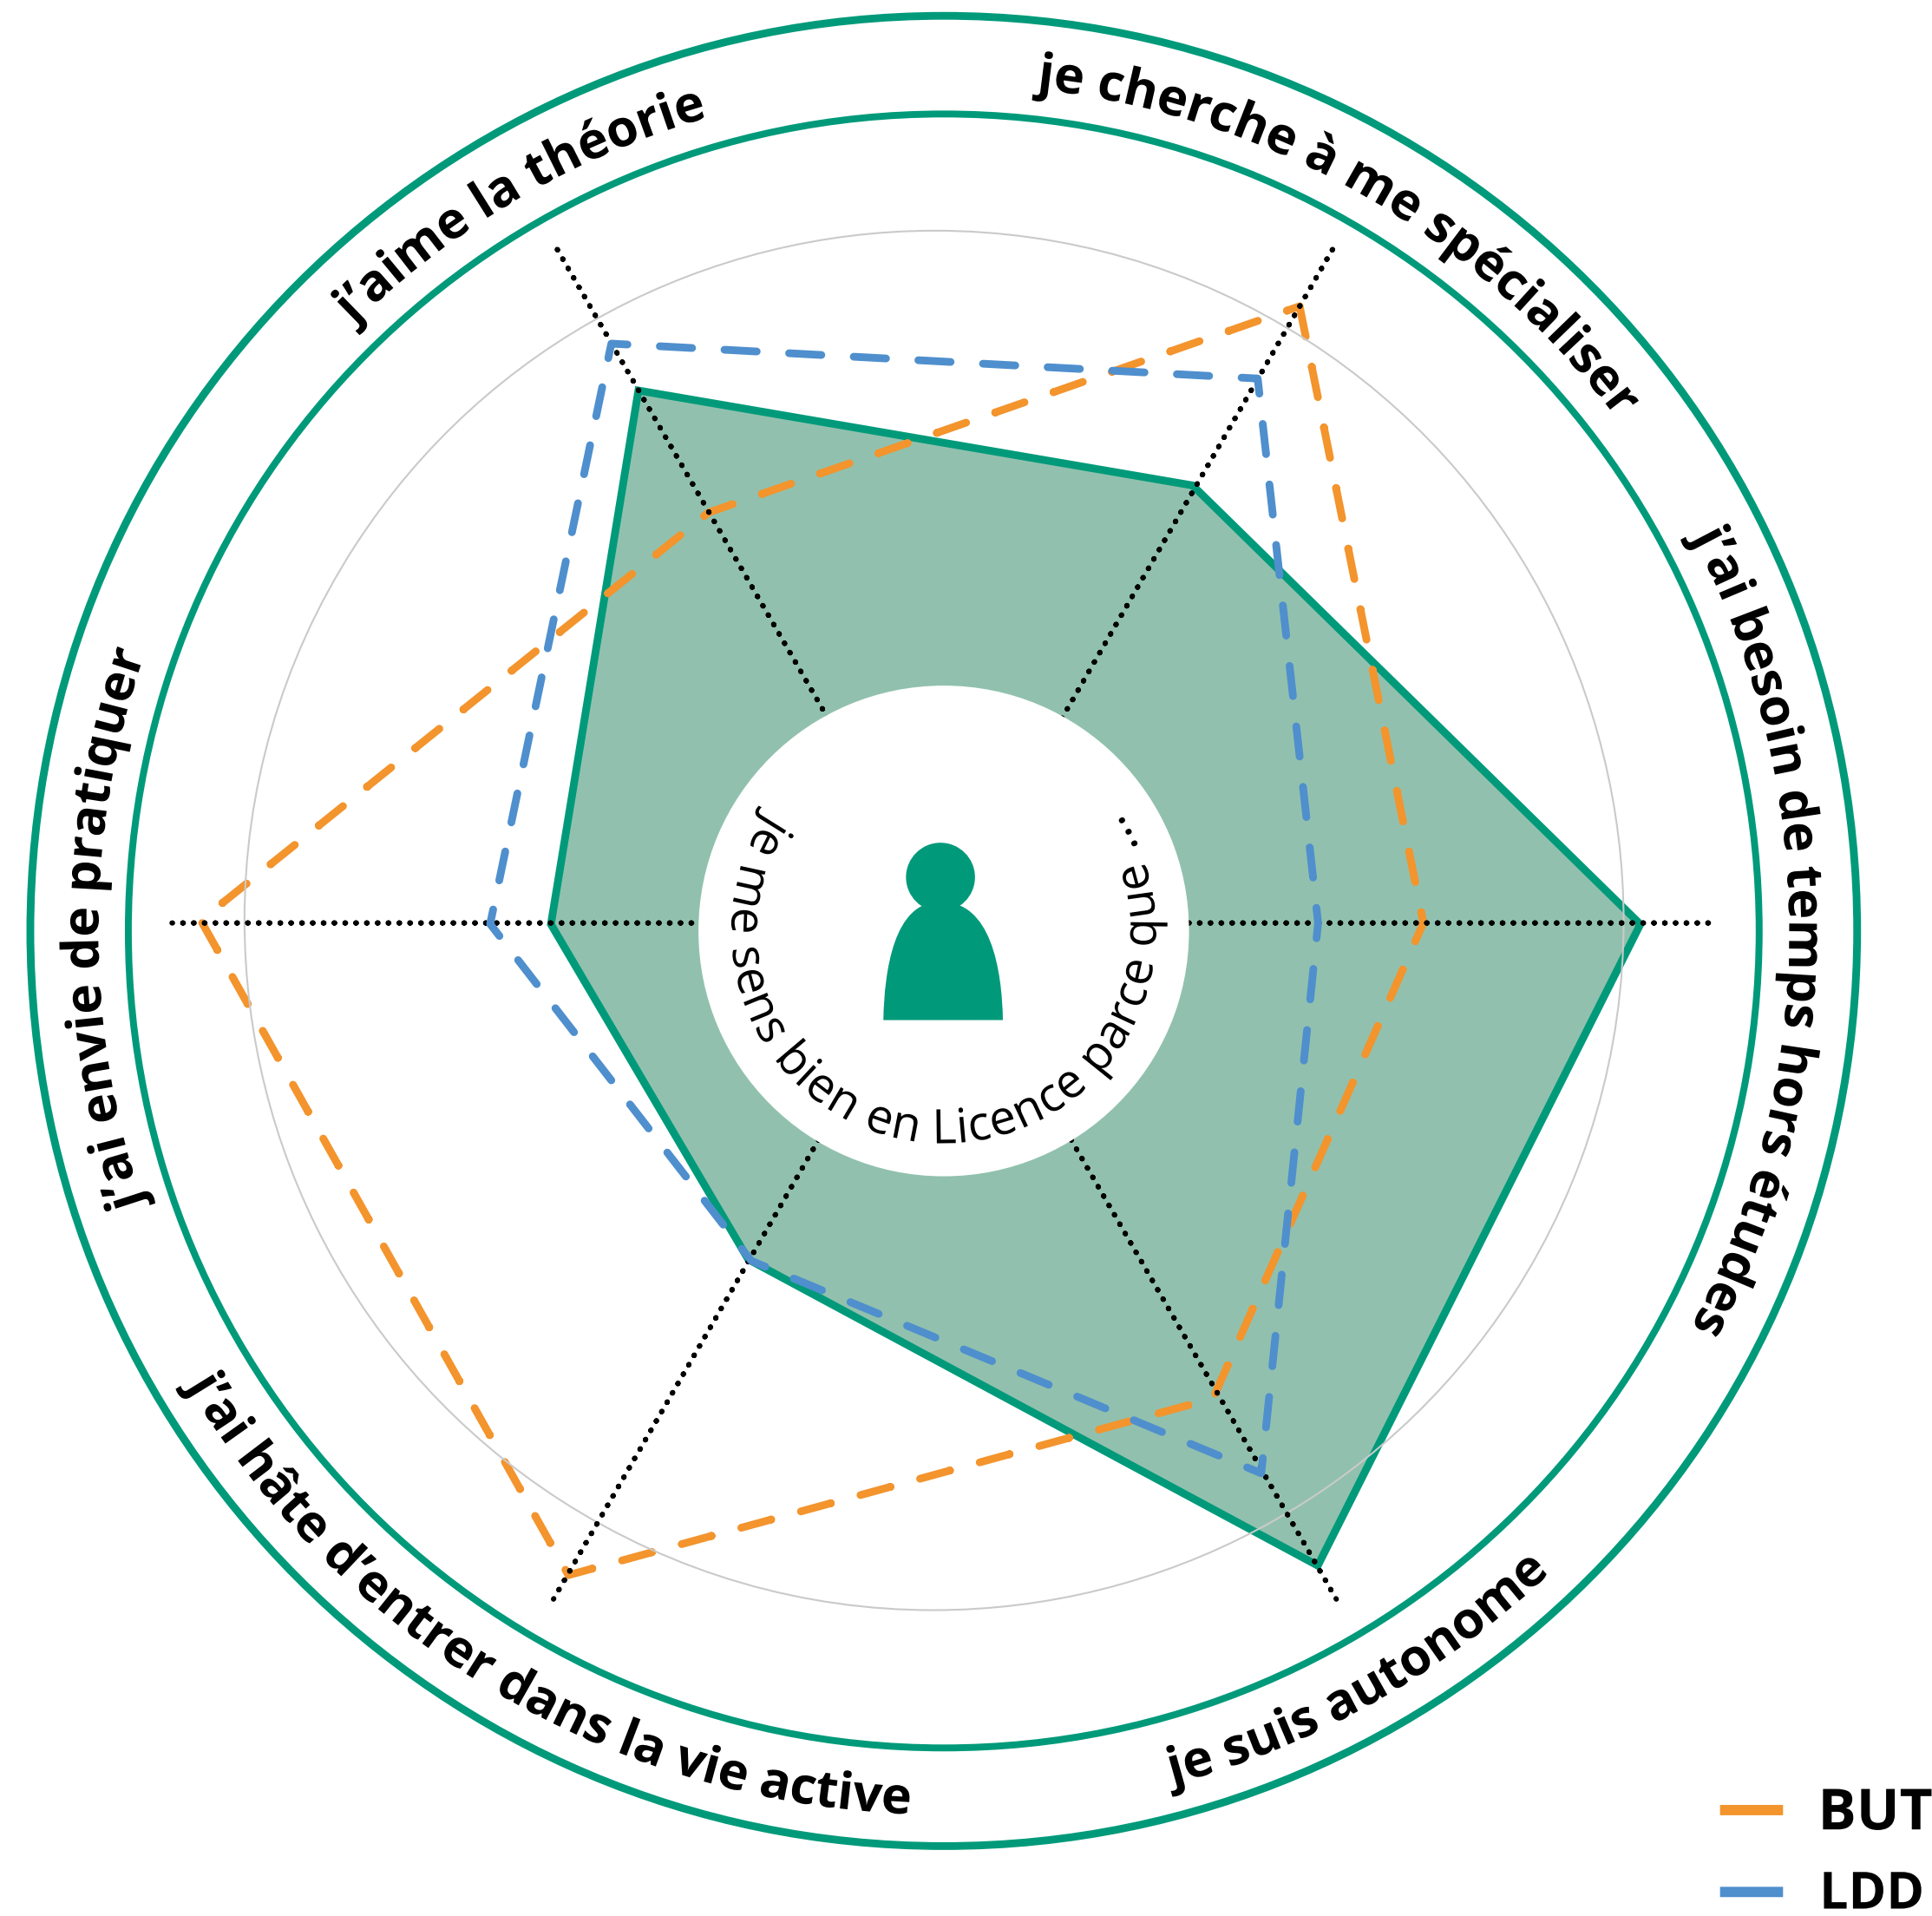 j'aime la théorie
je cherche à me spécialiser
j'ai besoin de temps hors études
je suis autonome
j'ai hâte d'entrer dans la vie active
j'ai envie de pratiquer
je me sens bien en Licence parce que ...
BUT
LDD